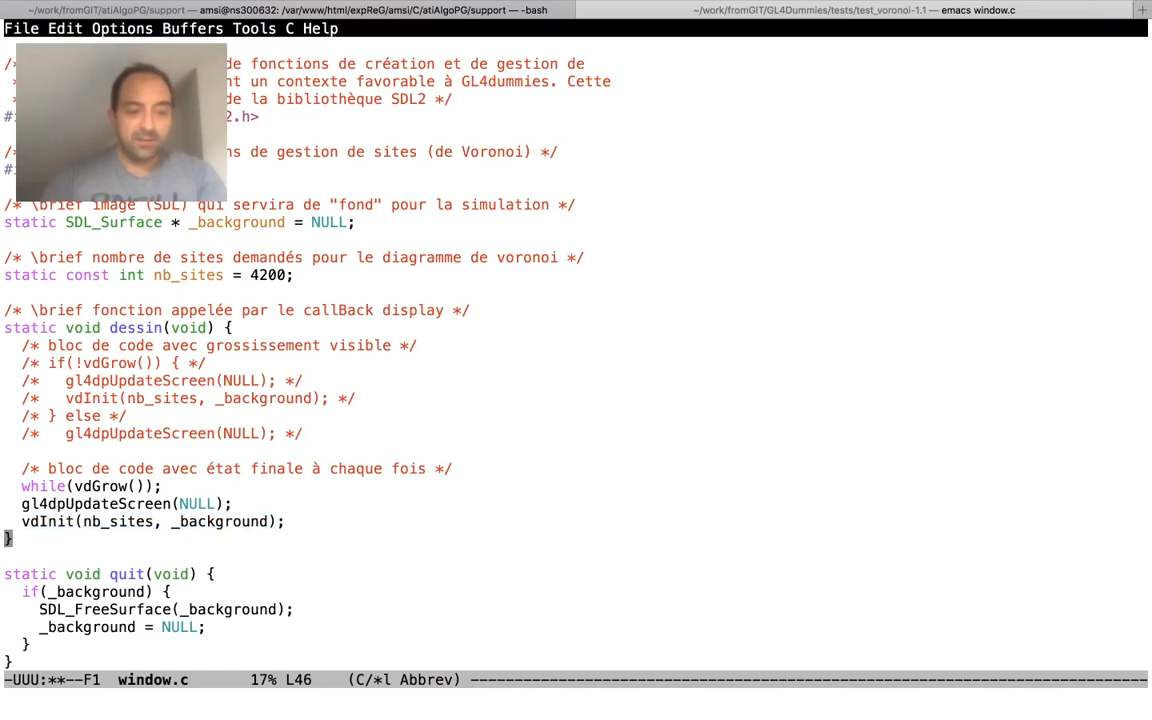 ~/work/fromGIT/atiAlgoPG/support — amsi@ns300632: /var/www/html/expReG/amsi/C/atiAlgoPG/support — -bash
~/work/fromGIT/GL4Dummies/tests/test_voronoi-1.1 — emacs window.c
+
File Edit Options Buffers Tools C Help
/* de fonctions de création et de gestion de
* nt un contexte favorable à GL4dummies. Cette
* de la bibliothèque SDL2 */
# 2.h>
/* ns de gestion de sites (de Voronoi) */
#
/* \brief image (SDL) qui servira de "fond" pour la simulation */
static SDL_Surface * _background = NULL;
/* \brief nombre de sites demandés pour le diagramme de voronoi */
static const int nb_sites = 4200;
/* \brief fonction appelée par le callBack display */
static void dessin(void) {
/* bloc de code avec grossissement visible */
/* if(!vdGrow()) { */
/*   gl4dpUpdateScreen(NULL); */
/*   vdInit(nb_sites, _background); */
/* } else */
/*   gl4dpUpdateScreen(NULL); */
/* bloc de code avec état finale à chaque fois */
while(vdGrow());
gl4dpUpdateScreen(NULL);
vdInit(nb_sites, _background);
}
static void quit(void) {
if(_background) {
SDL_FreeSurface(_background);
_background = NULL;
}
}
-UUU:**--F1  window.c       17% L46    (C/*l Abbrev) ------------------------------------------------------------------------------